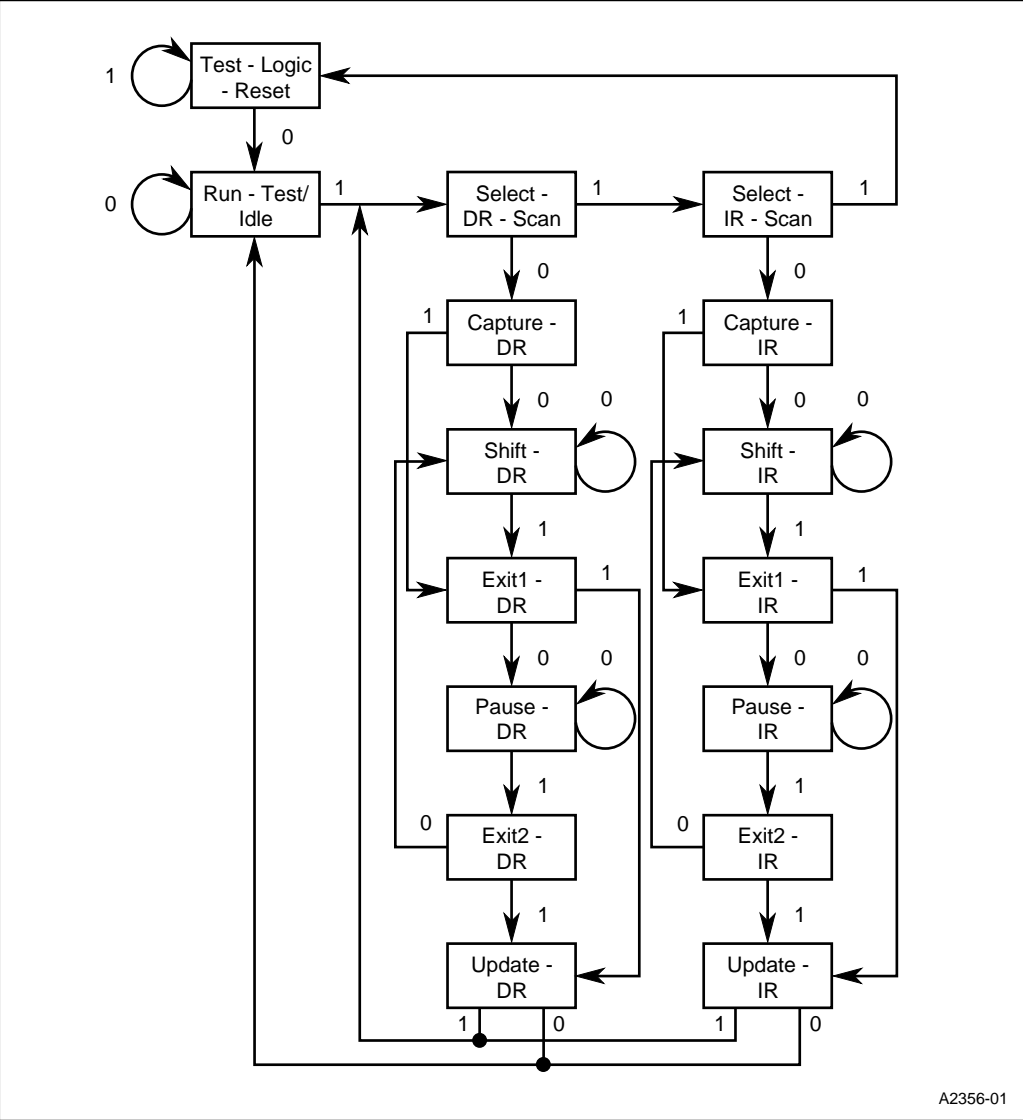 Test - Logic
- Reset
1
0
Run - Test/
Idle
0
1
Select -
DR - Scan
1
Select -
IR - Scan
1
0
0
1
Capture -
DR
1
Capture -
IR
0
0
0
0
Shift -
DR
Shift -
IR
1
1
Exit1 -
DR
1
Exit1 -
IR
1
0
0
0
0
Pause -
DR
Pause -
IR
1
1
0
Exit2 -
DR
0
Exit2 -
IR
1
1
Update -
DR
Update -
IR
1
0
1
0
A2356-01